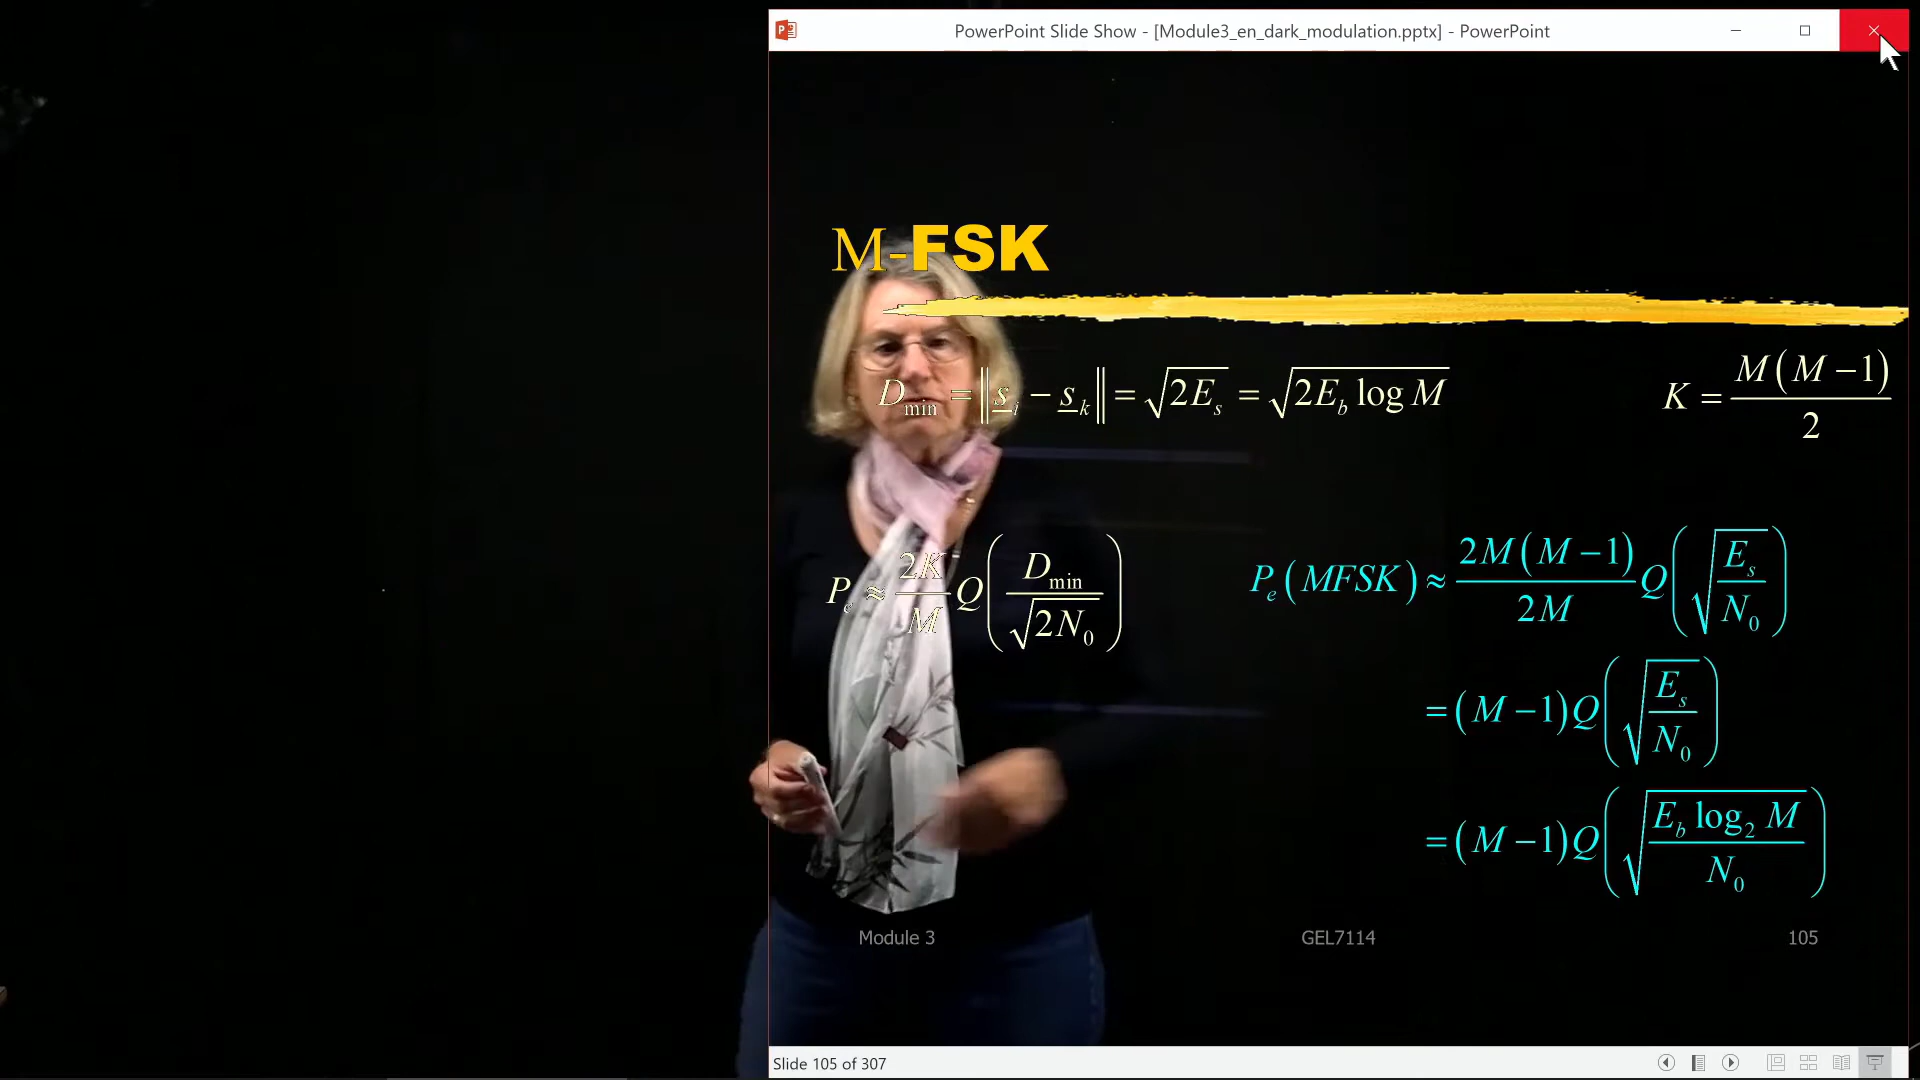 PowerPoint Slide Show - [Module3_en_dark_modulation.pptx] - PowerPoint
M-FSK
D_min = ‖s_i − s_k‖ = √(2E_s) = √(2E_b log M)
K = M(M−1)/2
P_e ≈ 2K/M Q(D_min/√(2N_0))
P_e(MFSK) ≈ 2M(M−1)/2M Q(√(E_s/N_0))
= (M−1)Q(√(E_s/N_0))
= (M−1)Q(√(E_b log_2 M/N_0))
Module 3 GEL7114 105
Slide 105 of 307